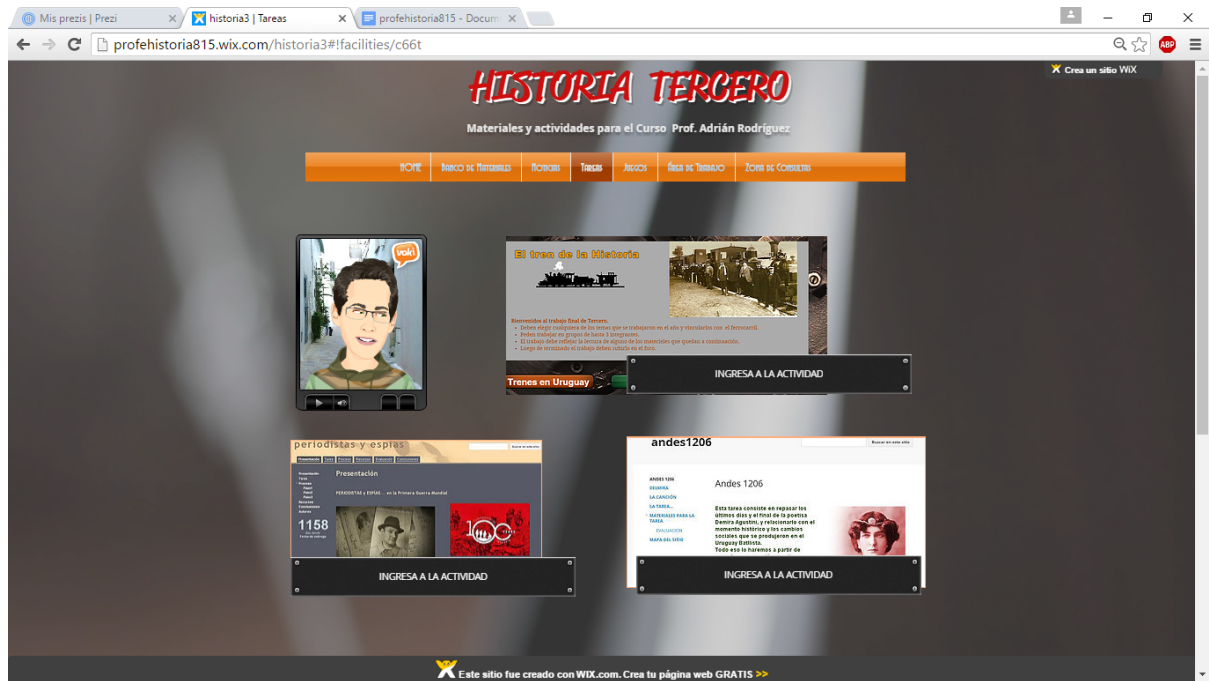 Mis prezis | Prezi
historia3 | Tareas
profehistoria815 - Docum
profehistoria815.wix.com/historia3#!facilities/c66t
ABP
HISTORIA TERCERO
Crea un sitio WiX
Materiales y actividades para el Curso Prof. Adrián Rodríguez
HOME Banco de Materiales Noticias Tareas Juegos Área de Trabajo Zona de Consultas
voki
El tren de la Historia
Bienvenidos al trabajo final de Tercero.
Deben elegir cualquiera de los temas que se trabajaron en el año y vincularlos con el ferrocarril.
Peden trabajar en grupos de hasta 3 integrantes.
El trabajo debe reflejar la lectura de alguno de los materiales que quedan a continuación.
Luego de terminado el trabajo deben subirlo en el foro.
Trenes en Uruguay
INGRESA A LA ACTIVIDAD
periodistas y espías
Presentación
PERIODISTAS y ESPÍAS... en la Primera Guerra Mundial
1158
100
INGRESA A LA ACTIVIDAD
andes1206
Buscar en este sitio
ANDES 1206
DELMIRA
LA CANCIÓN
LA TAREA...
MATERIALES PARA LA
TAREA
EVALUACIÓN
MAPA DEL SITIO
Andes 1206
Esta tarea consiste en repasar los
últimos días y el final de la poetisa
Demira Agustini, y relacionarlo con el
momento histórico y los cambios
sociales que se produjeron en el
Uruguay Batllista.
Todo eso lo haremos a partir de
INGRESA A LA ACTIVIDAD
Este sitio fue creado con WIX.com. Crea tu página web GRATIS >>